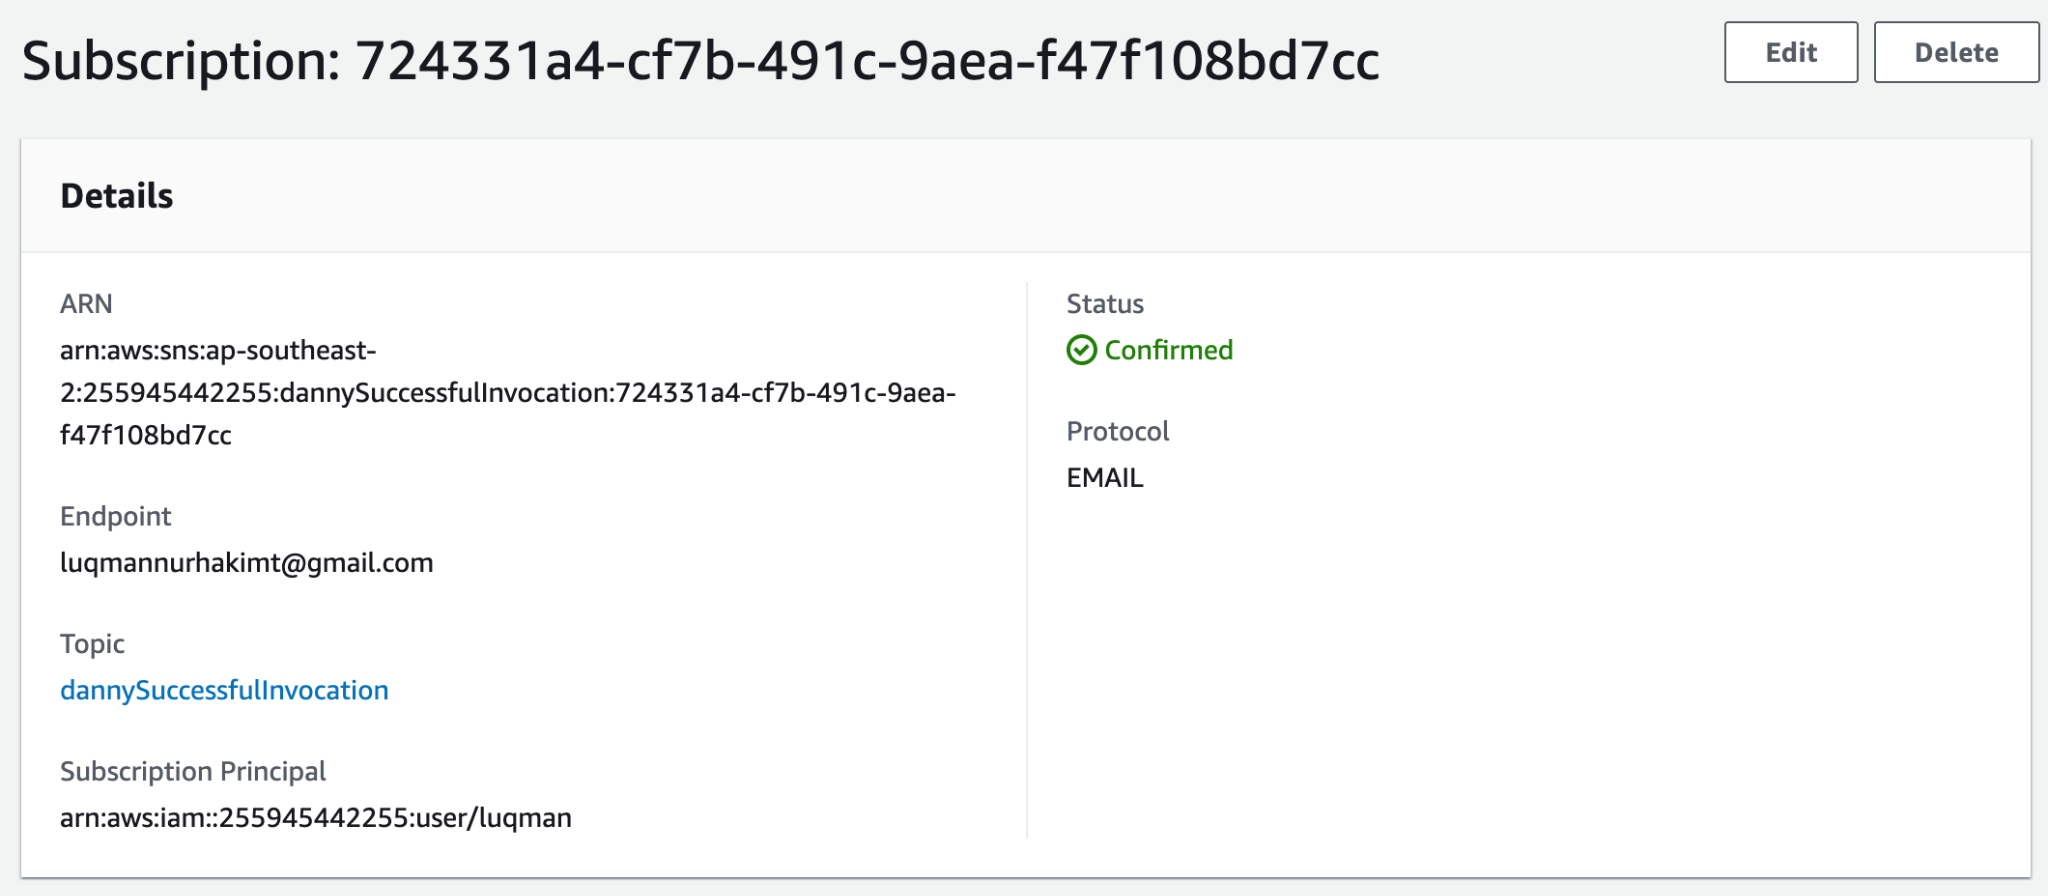 Subscription: 724331a4-cf7b-491c-9aea-f47f108bd7cc
Edit
Delete
Details
ARN
arn:aws:sns:ap-southeast-
2:255945442255:dannySuccessfulInvocation:724331a4-cf7b-491c-9aea-
f47f108bd7cc
Endpoint
luqmannurhakimt@gmail.com
Topic
dannySuccessfulInvocation
Subscription Principal
arn:aws:iam::255945442255:user/luqman
Status
Confirmed
Protocol
EMAIL